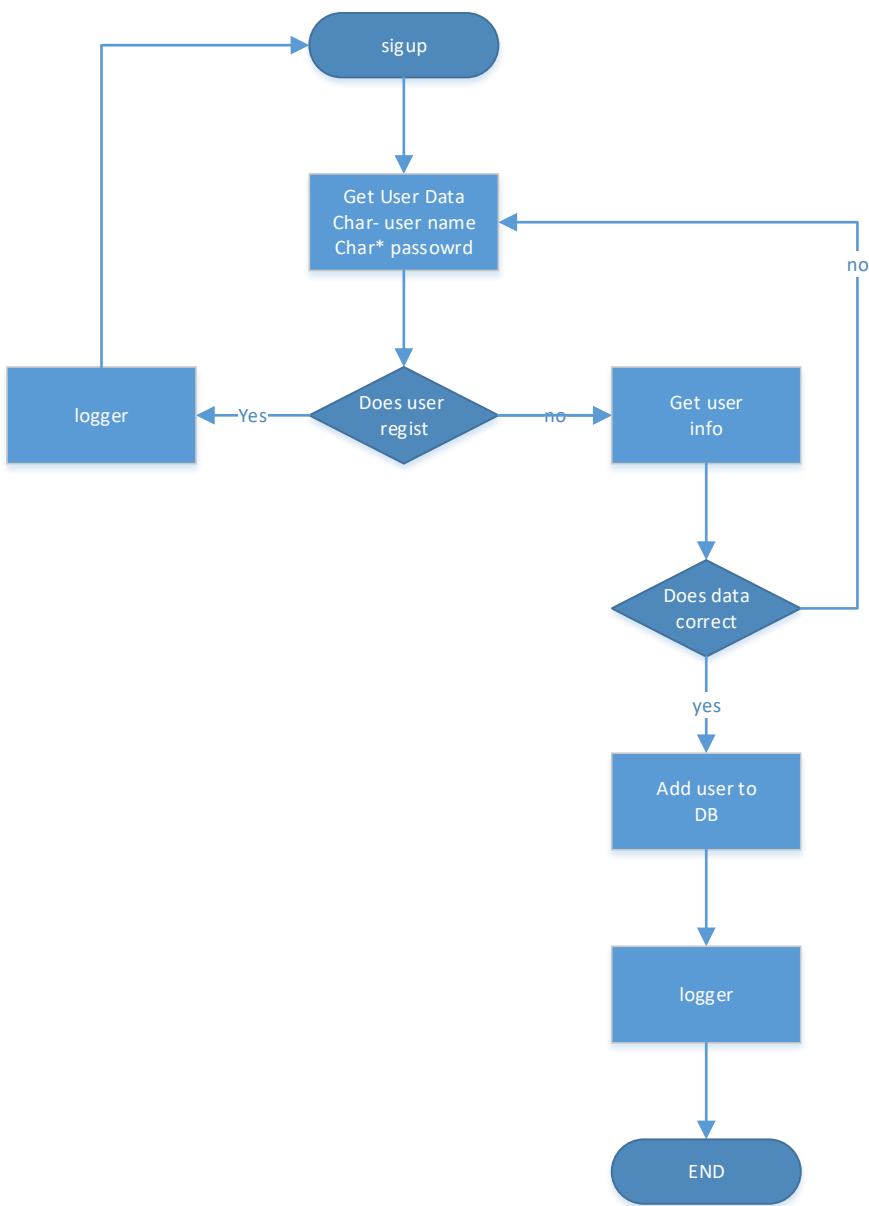 sigup
Get User Data
Char- user name
Char* passowrd
no
Does user
regist
Yes
no
logger
Get user
info
Does data
correct
yes
Add user to
DB
logger
END